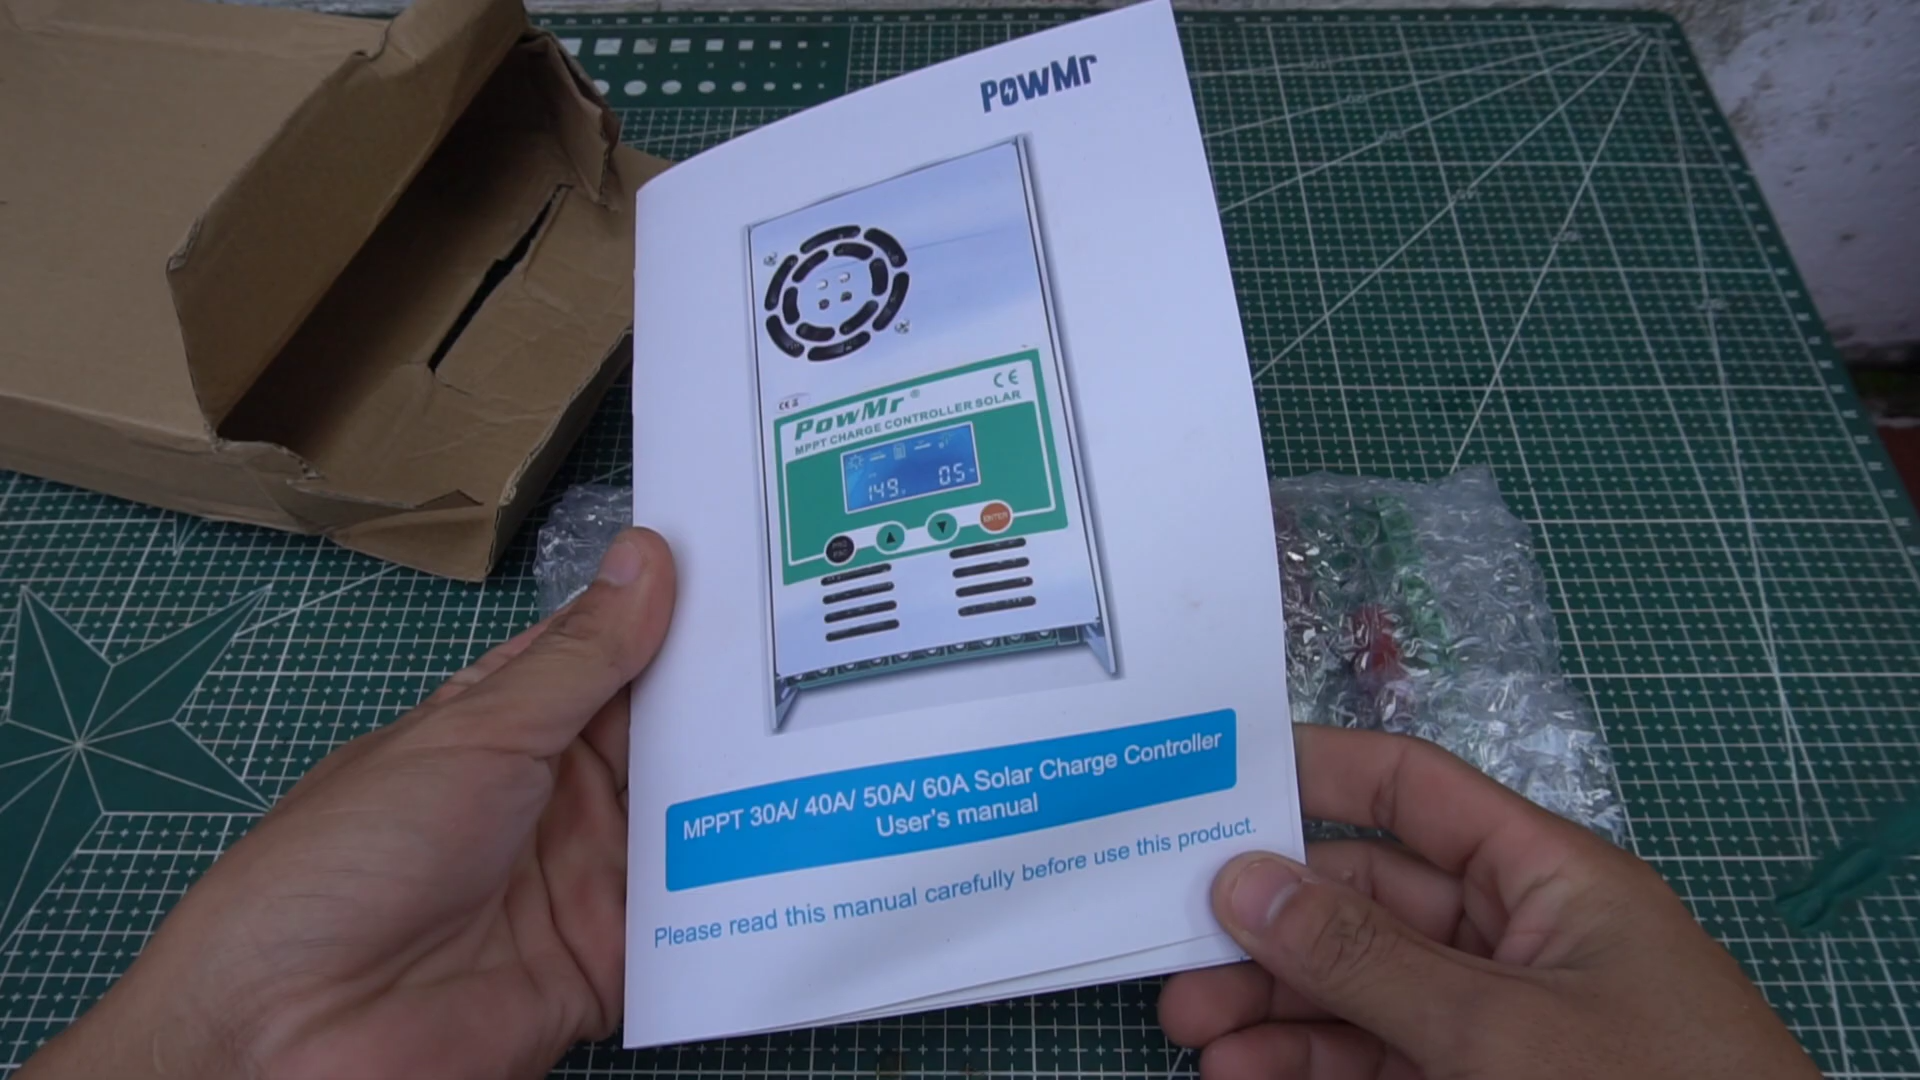 PowMr
CE
CE
PowMr ®
MPPT CHARGE CONTROLLER SOLAR
149 05
ENTER
MPPT 30A/ 40A/ 50A/ 60A Solar Charge Controller
User's manual
Please read this manual carefully before use this product.